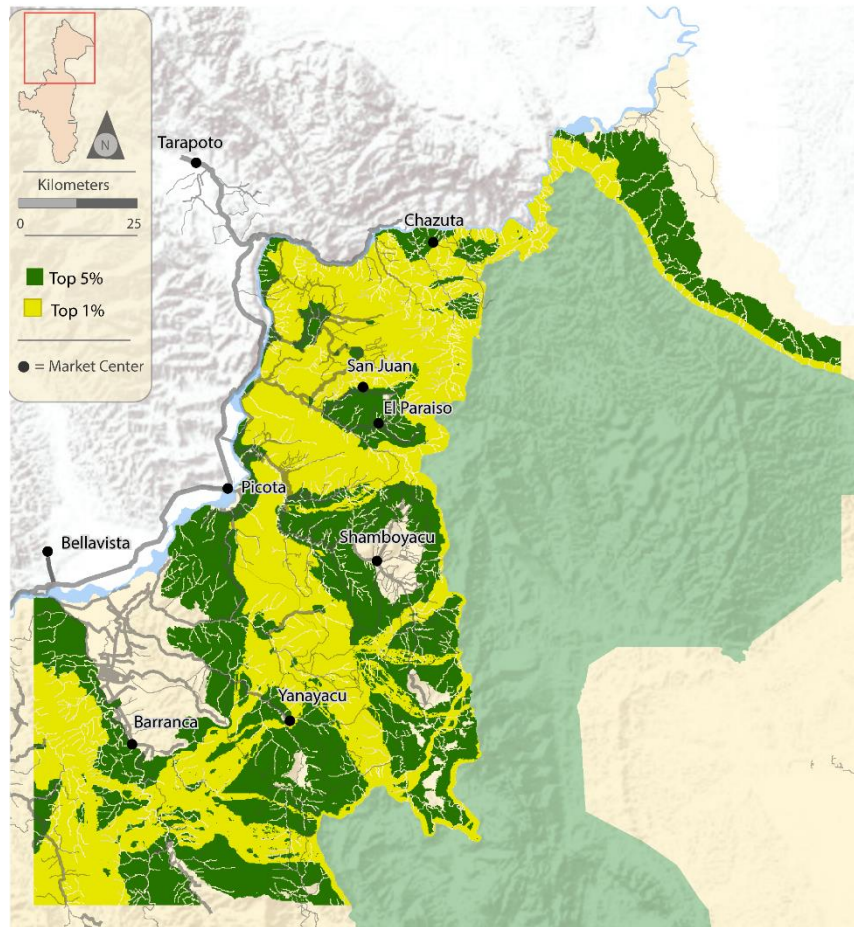 N
Kilometers
0 25
Top 5%
Top 1%
= Market Center
Tarapoto
Chazuta
San Juan
El Paraiso
Picota
Shamboyacu
Bellavista
Yanayacu
Barranca